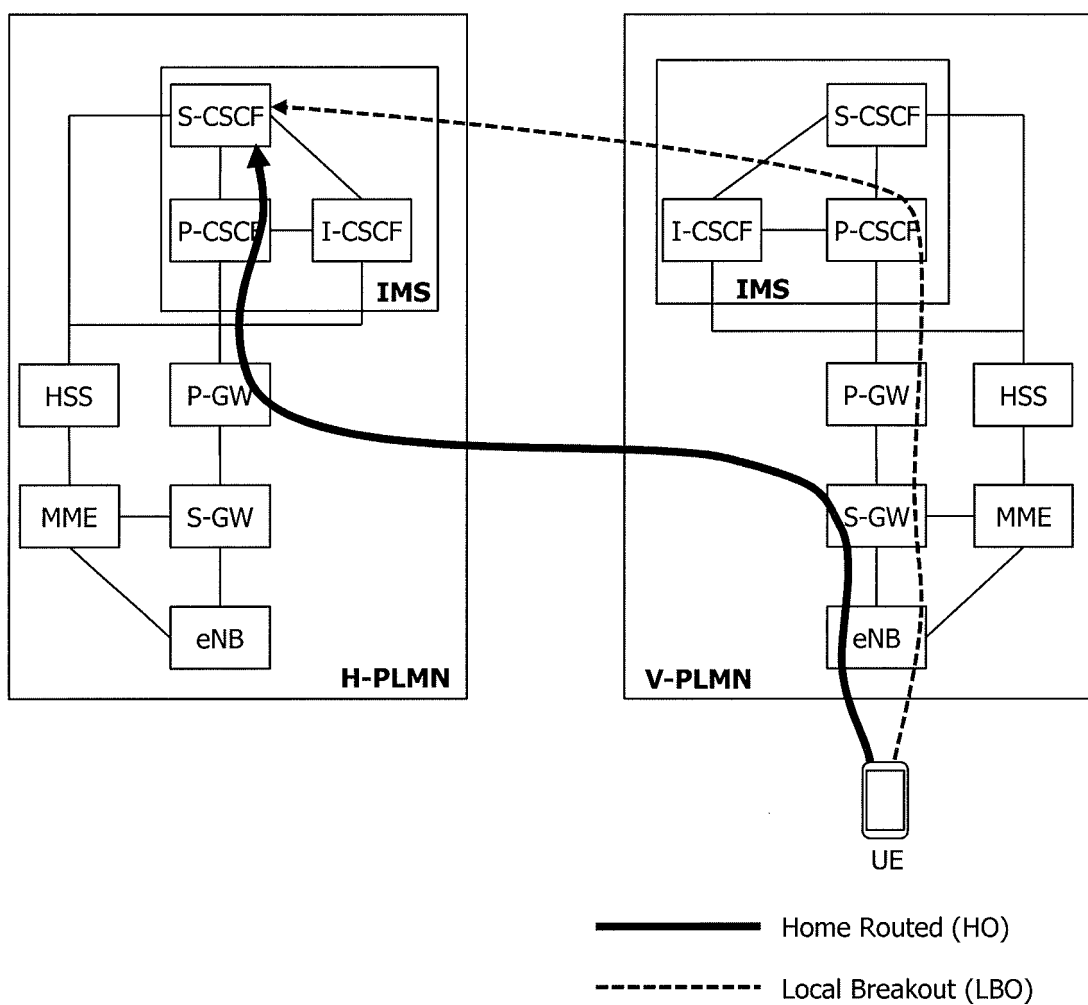 S-CSCF
P-CSCF
I-CSCF
IMS
HSS
P-GW
MME
S-GW
eNB
H-PLMN
S-CSCF
I-CSCF
P-CSCF
IMS
P-GW
HSS
S-GW
MME
eNB
V-PLMN
UE
Home Routed (HO)
Local Breakout (LBO)